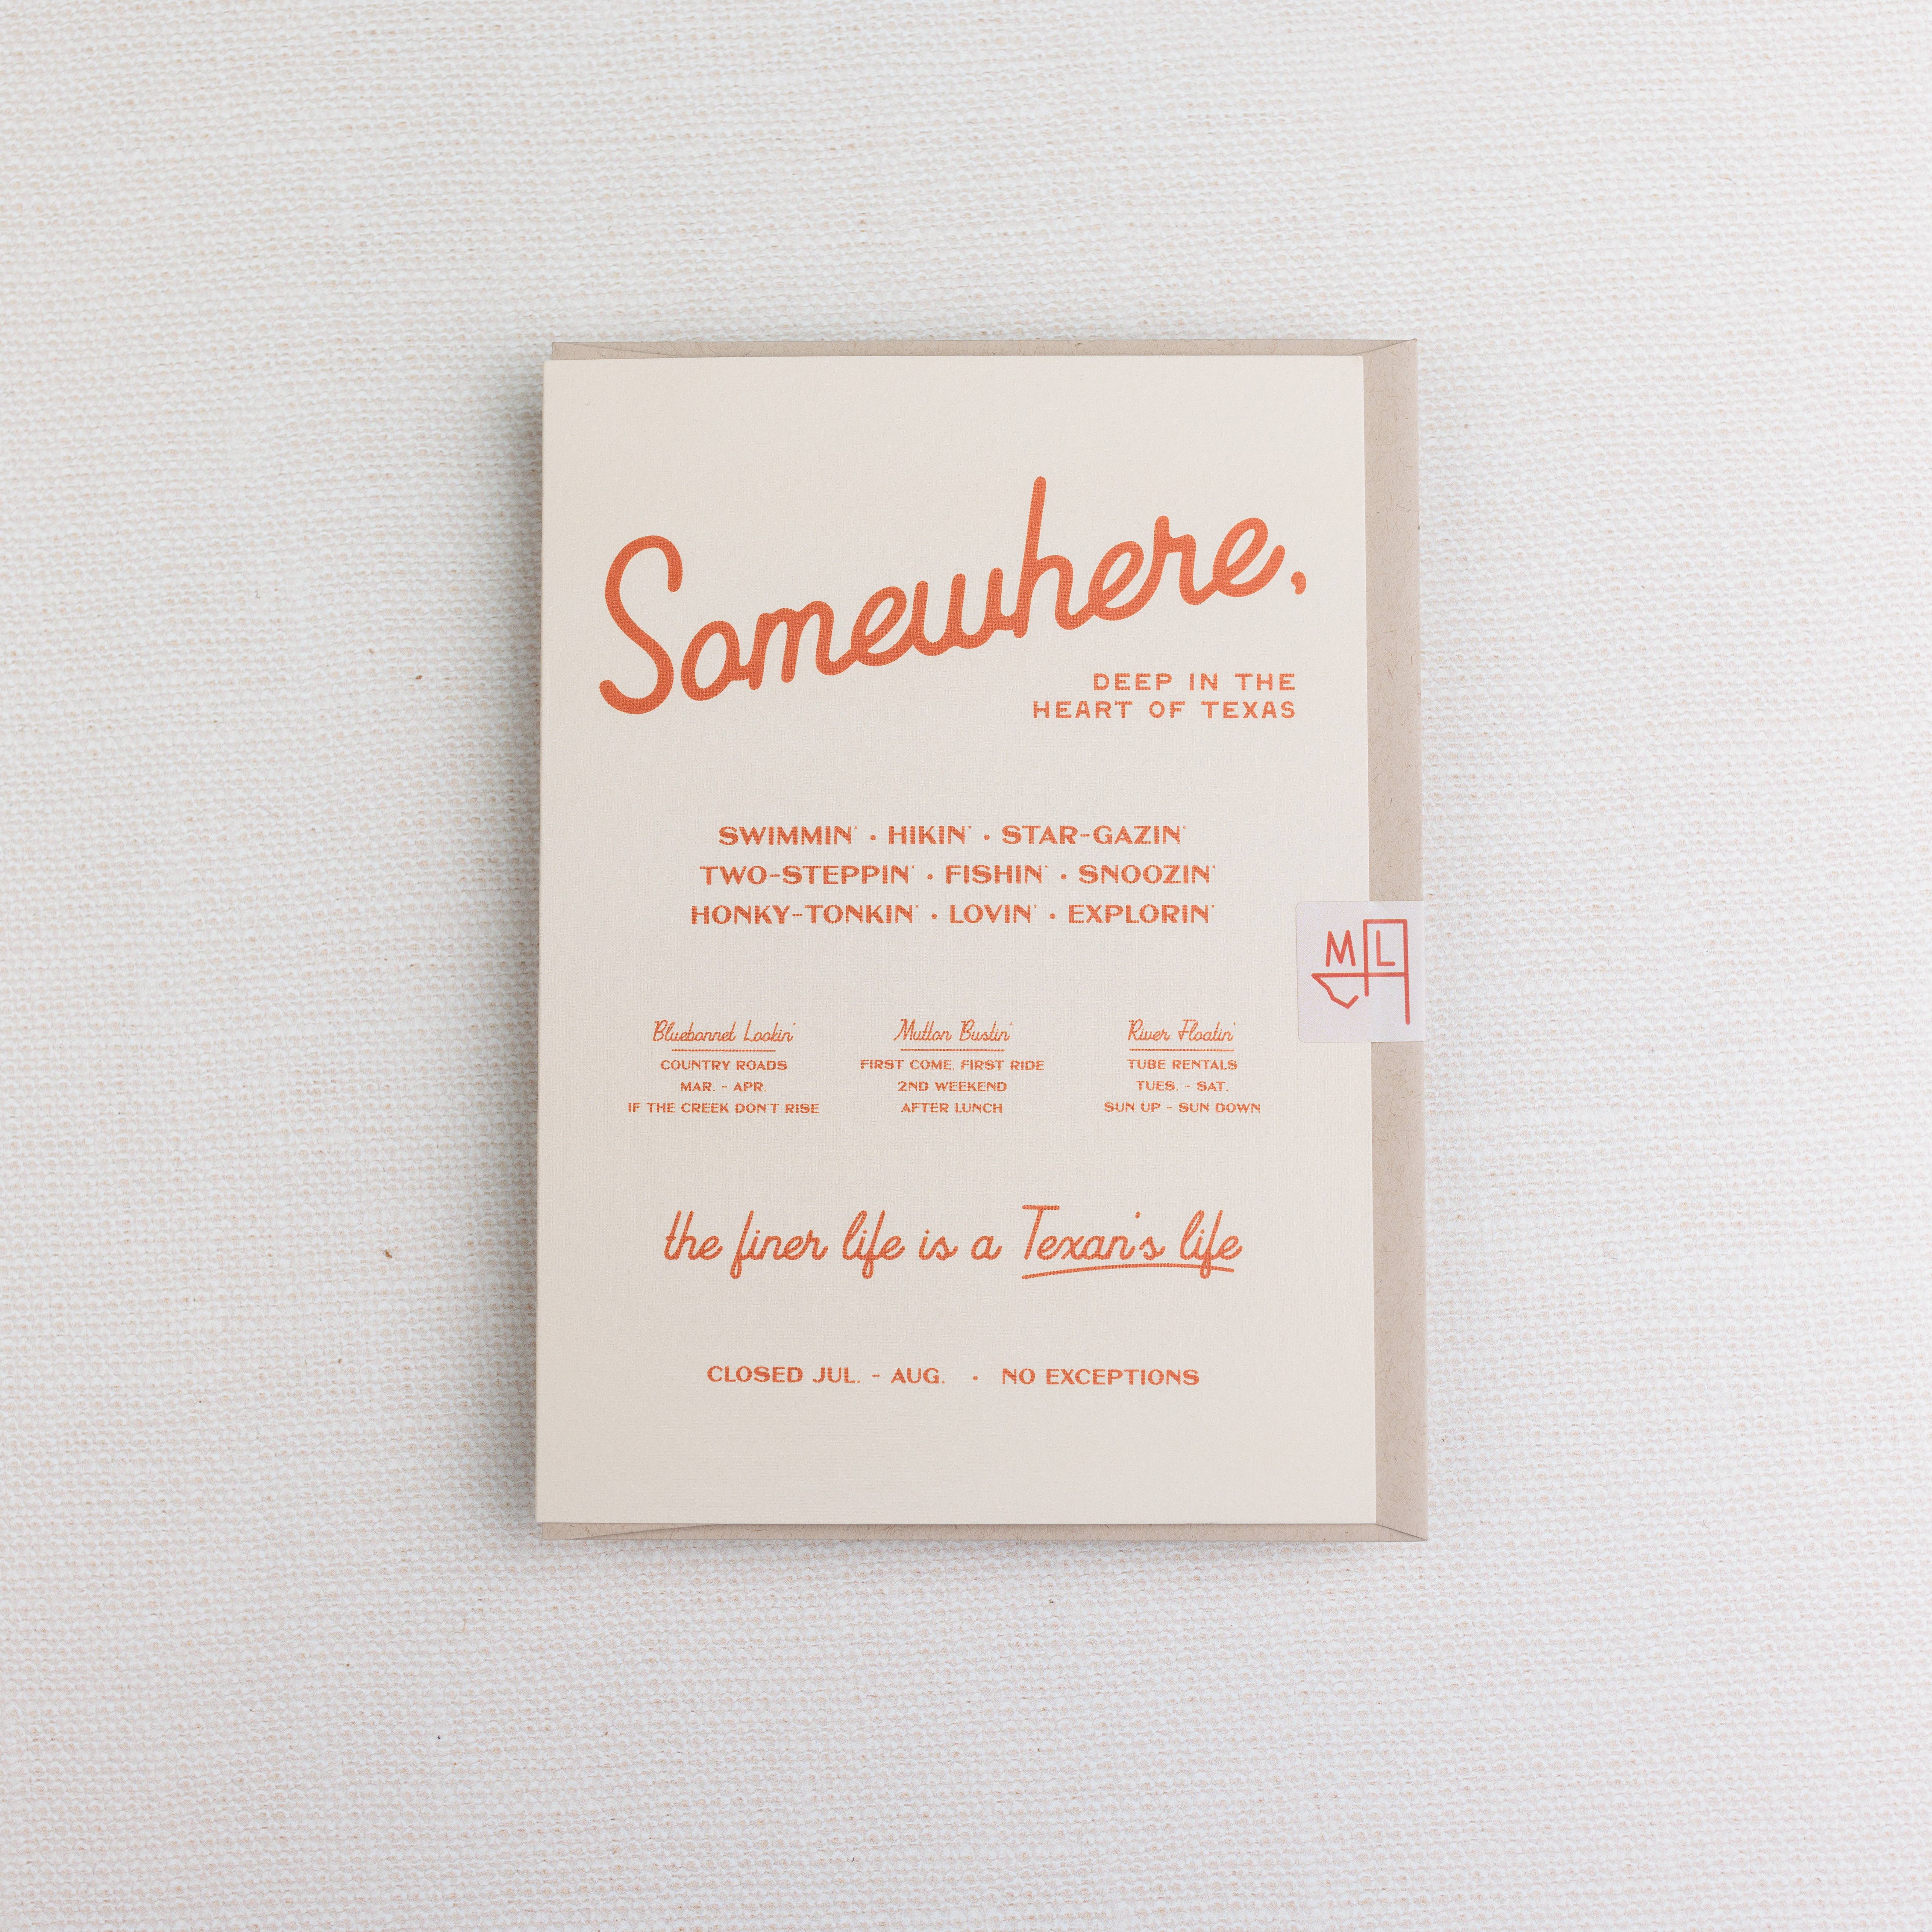 Somewhere,
DEEP IN THE
HEART OF TEXAS
SWIMMIN' • HIKIN' • STAR-GAZIN'
TWO-STEPPIN' • FISHIN' • SNOOZIN'
HONKY-TONKIN' • LOVIN' • EXPLORIN'
Bluebonnet Lookin'
COUNTRY ROADS
MAR. - APR.
IF THE CREEK DON'T RISE
Mutton Bustin'
FIRST COME, FIRST RIDE
2ND WEEKEND
AFTER LUNCH
River Floatin'
TUBE RENTALS
TUES. - SAT.
SUN UP - SUN DOWN
M L
the finer life is a Texan's life
CLOSED JUL. - AUG. • NO EXCEPTIONS